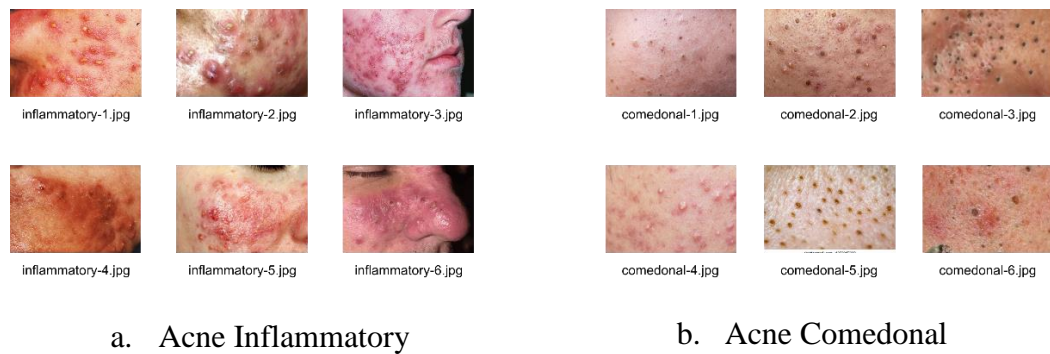 inflammatory-1.jpg inflammatory-2.jpg inflammatory-3.jpg comedonal-1.jpg comedonal-2.jpg comedonal-3.jpg
inflammatory-4.jpg inflammatory-5.jpg inflammatory-6.jpg comedonal-4.jpg comedonal-5.jpg comedonal-6.jpg
a. Acne Inflammatory b. Acne Comedonal